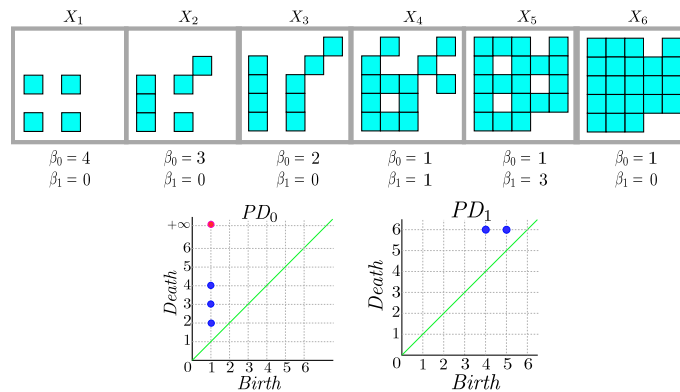 X₁ X₂ X₃ X₄ X₅ X₆
β₀ = 4 β₀ = 3 β₀ = 2 β₀ = 1 β₀ = 1 β₀ = 1
β₁ = 0 β₁ = 0 β₁ = 0 β₁ = 1 β₁ = 3 β₁ = 0
PD₀
+∞
6
5
4
3
2
1
0 1 2 3 4 5 6
Death
Birth
PD₁
6
5
4
3
2
1
0 1 2 3 4 5 6
Death
Birth